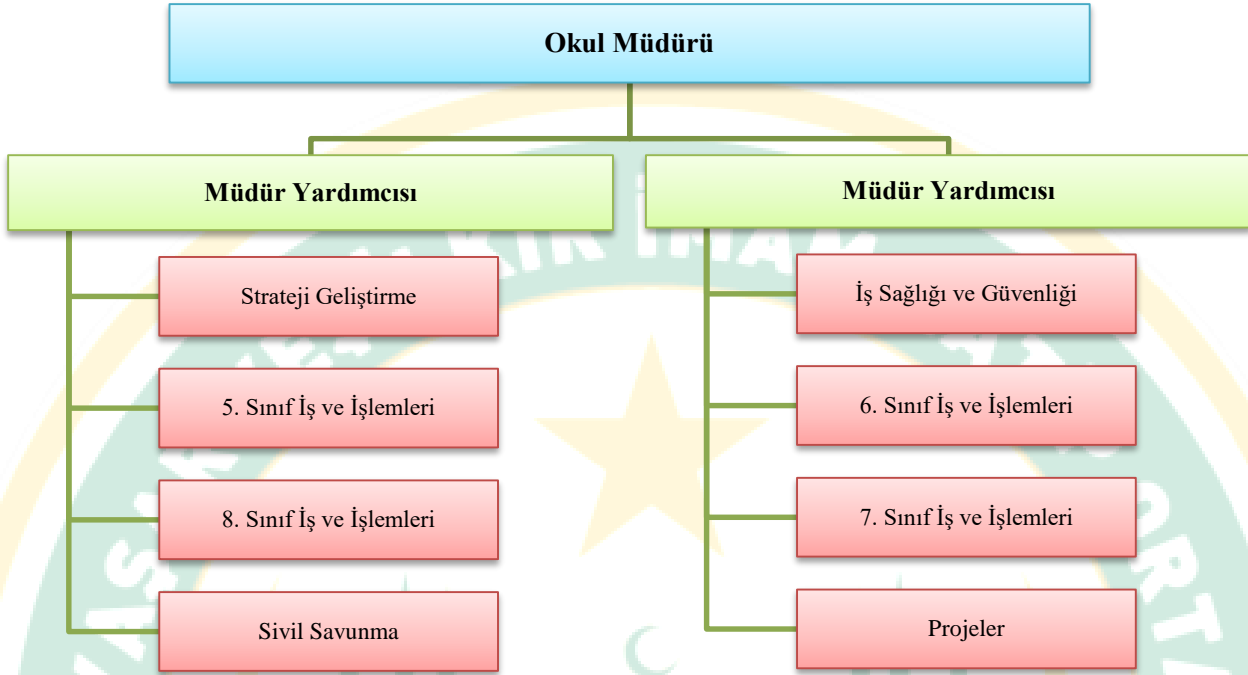 Okul Müdürü
Müdür Yardımcısı
Strateji Geliştirme
5. Sınıf İş ve İşlemleri
8. Sınıf İş ve İşlemleri
Sivil Savunma
Müdür Yardımcısı
İş Sağlığı ve Güvenliği
6. Sınıf İş ve İşlemleri
7. Sınıf İş ve İşlemleri
Projeler